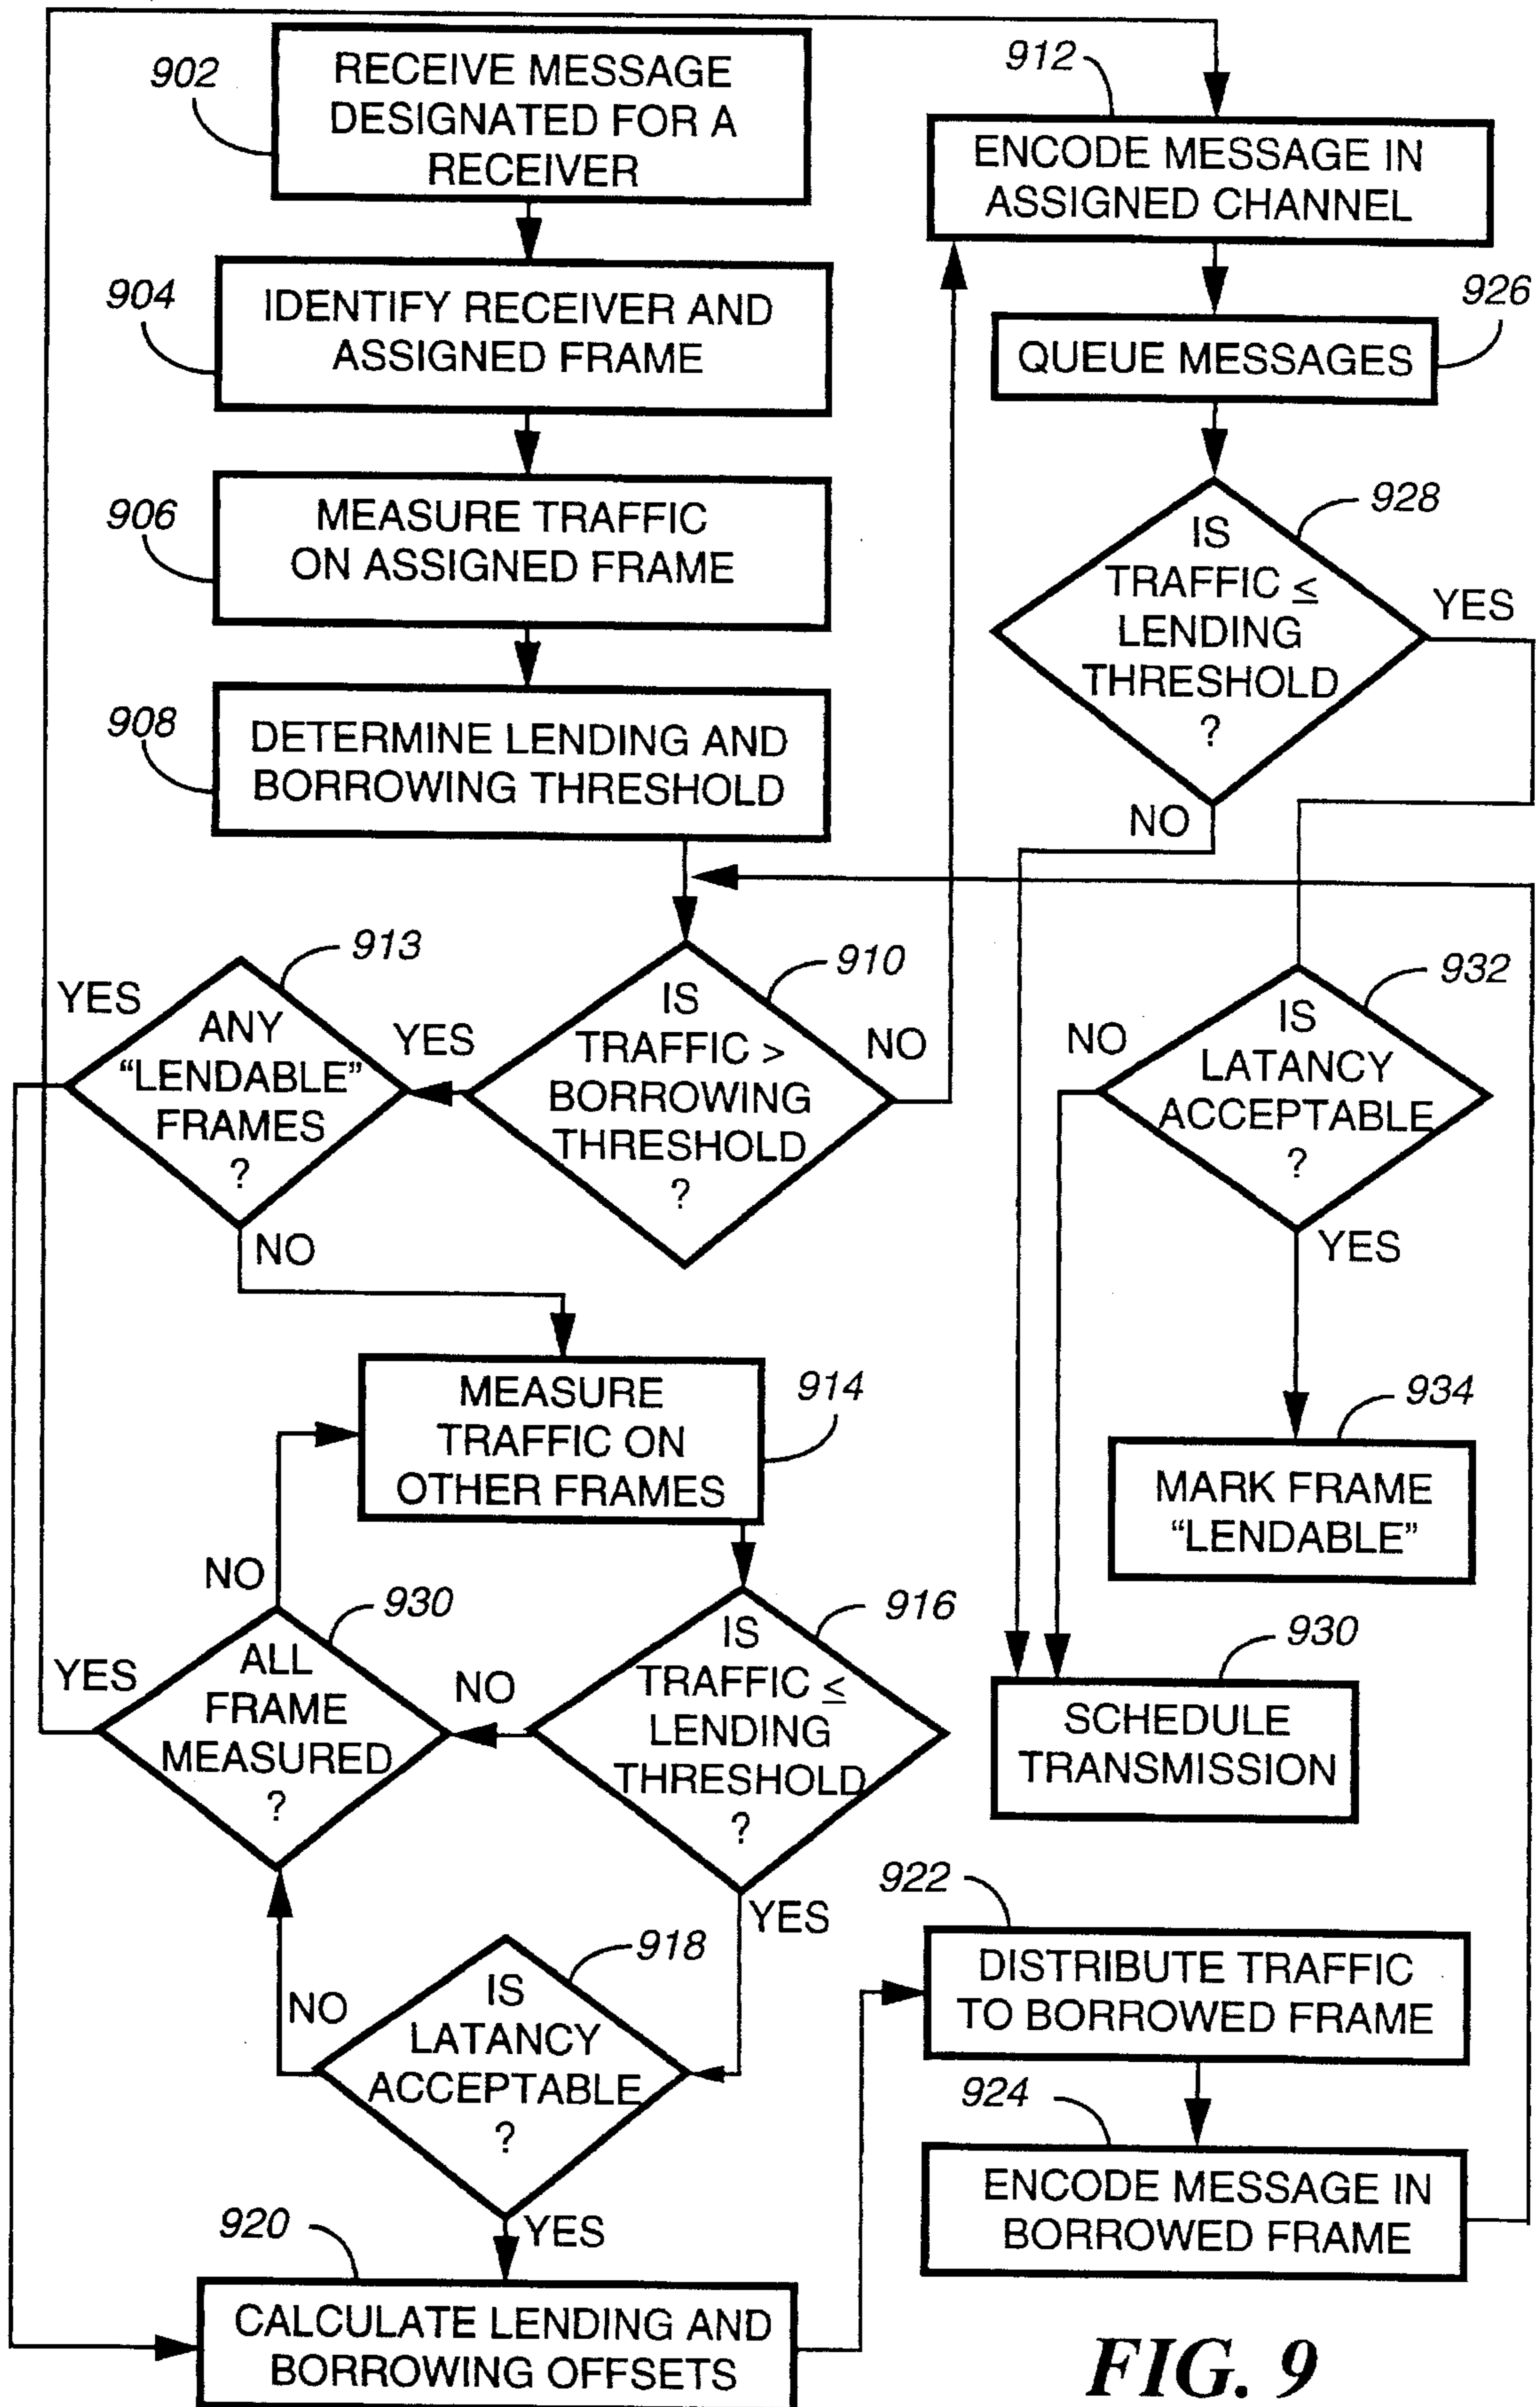 902
RECEIVE MESSAGE
DESIGNATED FOR A
RECEIVER
904
IDENTIFY RECEIVER AND
ASSIGNED FRAME
906
MEASURE TRAFFIC
ON ASSIGNED FRAME
908
DETERMINE LENDING AND
BORROWING THRESHOLD
910
IS
TRAFFIC >
BORROWING
THRESHOLD
?
YES
NO
913
ANY
“LENDABLE”
FRAMES
?
YES
NO
914
MEASURE
TRAFFIC ON
OTHER FRAMES
916
IS
TRAFFIC ≤
LENDING
THRESHOLD
?
NO
YES
930
ALL
FRAME
MEASURED
?
NO
YES
918
IS
LATANCY
ACCEPTABLE
?
NO
YES
920
CALCULATE LENDING AND
BORROWING OFFSETS
912
ENCODE MESSAGE IN
ASSIGNED CHANNEL
926
QUEUE MESSAGES
928
IS
TRAFFIC ≤
LENDING
THRESHOLD
?
YES
NO
932
IS
LATANCY
ACCEPTABLE
?
NO
YES
934
MARK FRAME
“LENDABLE”
930
SCHEDULE
TRANSMISSION
922
DISTRIBUTE TRAFFIC
TO BORROWED FRAME
924
ENCODE MESSAGE IN
BORROWED FRAME
FIG. 9